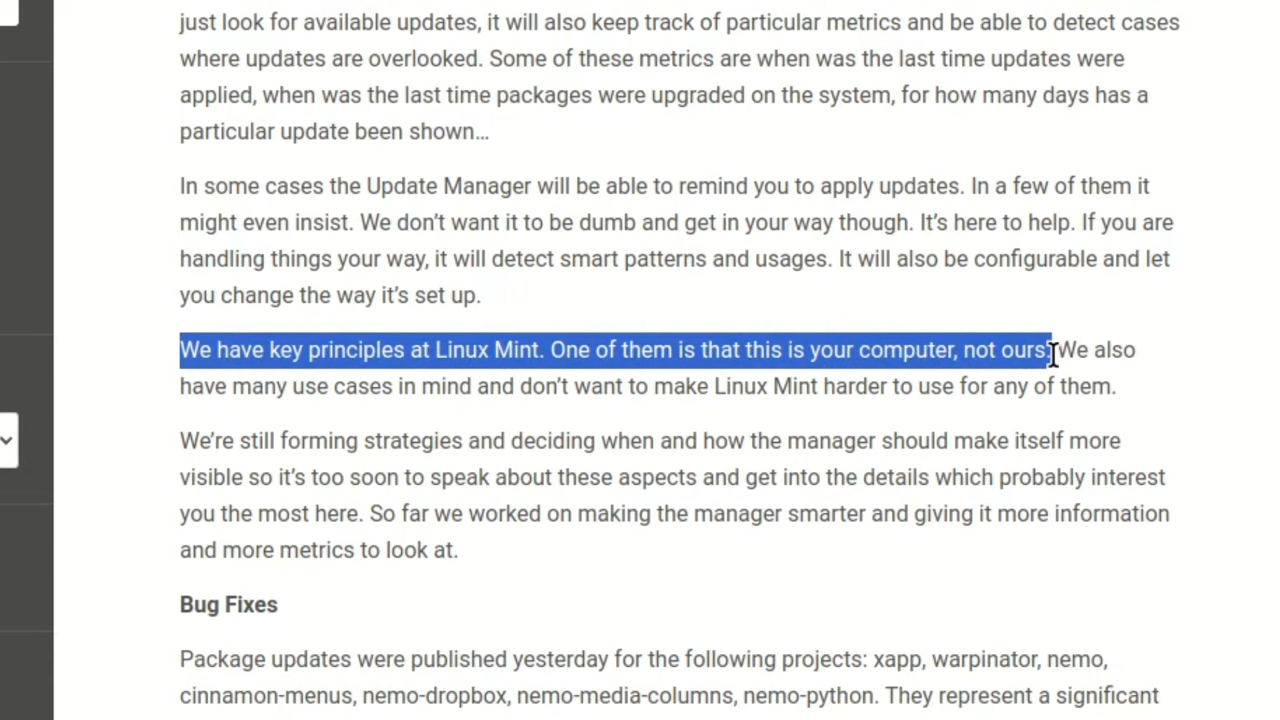 just look for available updates, it will also keep track of particular metrics and be able to detect cases
where updates are overlooked. Some of these metrics are when was the last time updates were
applied, when was the last time packages were upgraded on the system, for how many days has a
particular update been shown…
In some cases the Update Manager will be able to remind you to apply updates. In a few of them it
might even insist. We don’t want it to be dumb and get in your way though. It’s here to help. If you are
handling things your way, it will detect smart patterns and usages. It will also be configurable and let
you change the way it’s set up.
We have key principles at Linux Mint. One of them is that this is your computer, not ours. We also
have many use cases in mind and don’t want to make Linux Mint harder to use for any of them.
We’re still forming strategies and deciding when and how the manager should make itself more
visible so it’s too soon to speak about these aspects and get into the details which probably interest
you the most here. So far we worked on making the manager smarter and giving it more information
and more metrics to look at.
Bug Fixes
Package updates were published yesterday for the following projects: xapp, warpinator, nemo,
cinnamon-menus, nemo-dropbox, nemo-media-columns, nemo-python. They represent a significant